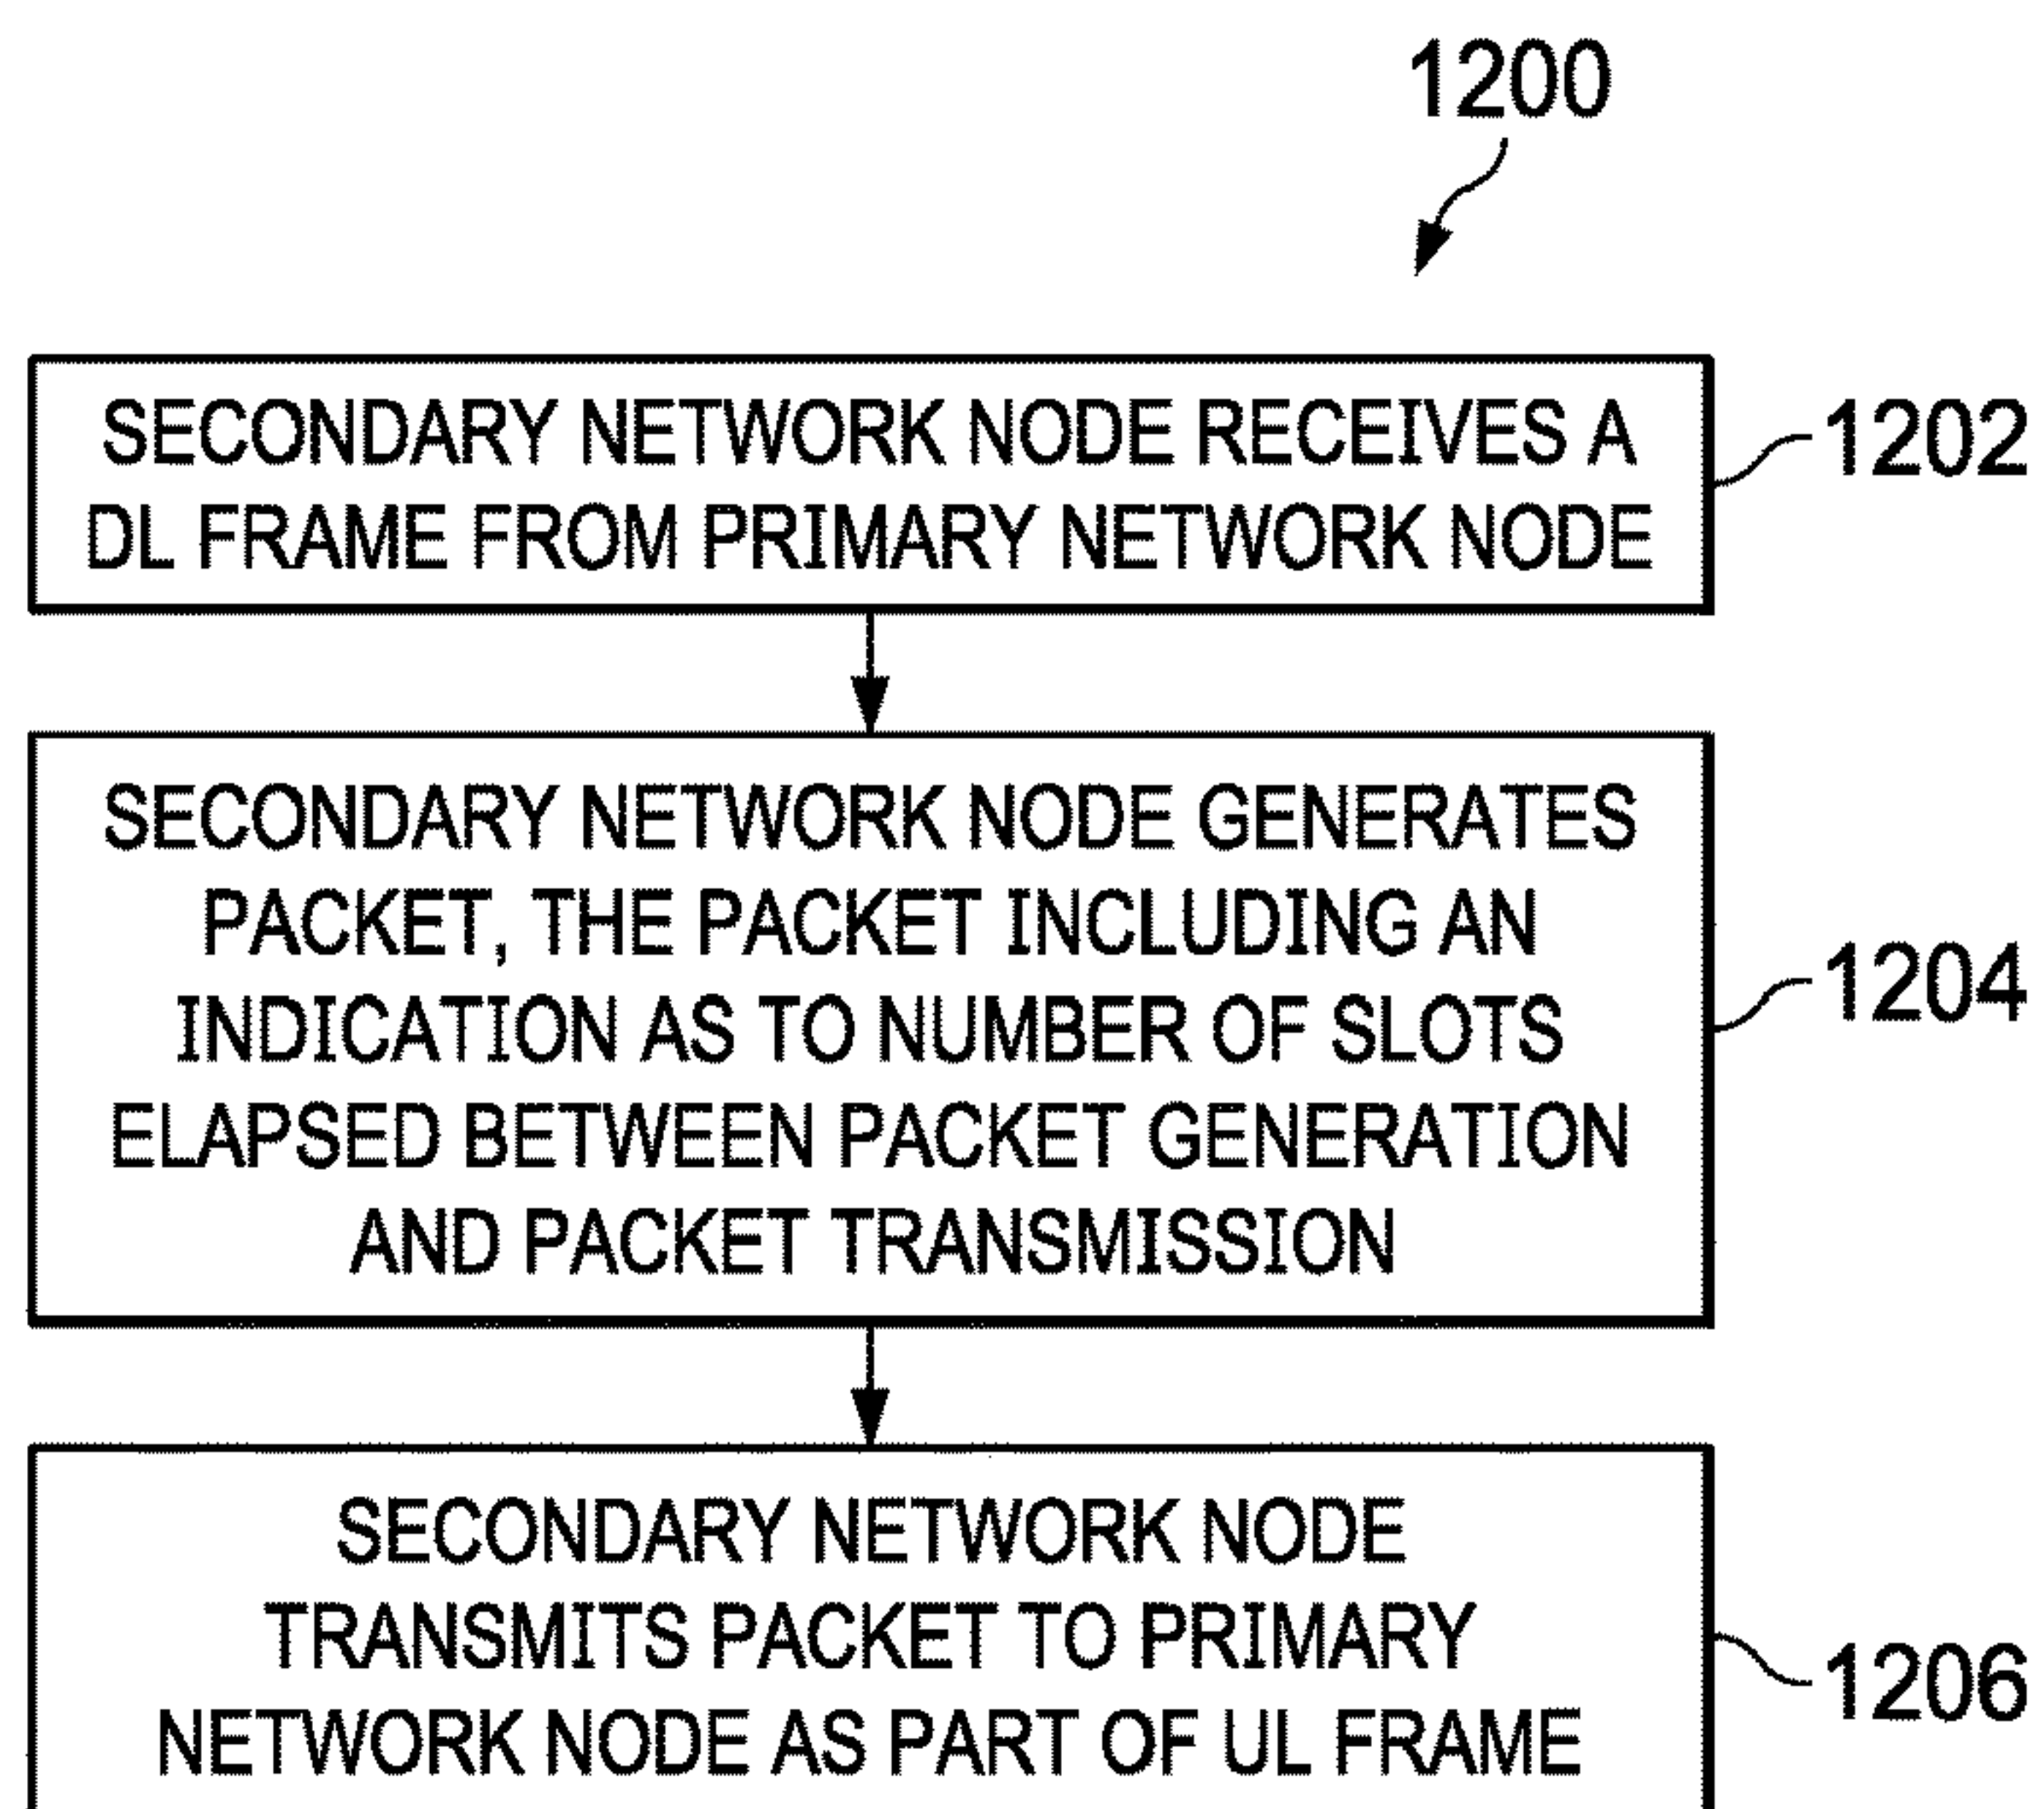 1200
SECONDARY NETWORK NODE RECEIVES A
DL FRAME FROM PRIMARY NETWORK NODE
1202
SECONDARY NETWORK NODE GENERATES
PACKET, THE PACKET INCLUDING AN
INDICATION AS TO NUMBER OF SLOTS
ELAPSED BETWEEN PACKET GENERATION
AND PACKET TRANSMISSION
1204
SECONDARY NETWORK NODE
TRANSMITS PACKET TO PRIMARY
NETWORK NODE AS PART OF UL FRAME
1206